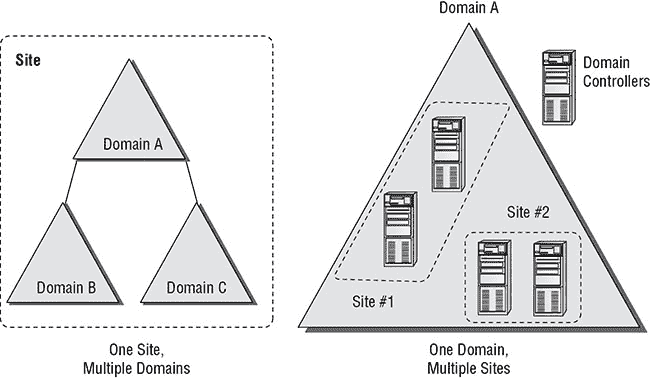 Site
Domain A
Domain B
Domain C
One Site,
Multiple Domains
Domain A
Domain
Controllers
Site #2
Site #1
One Domain,
Multiple Sites